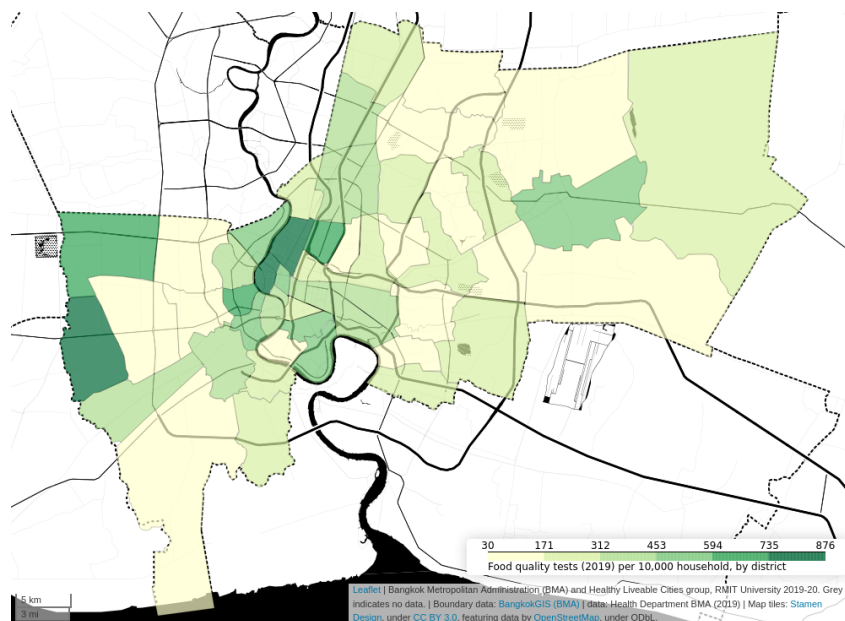 30 171 312 453 594 735 876
Food quality tests (2019) per 10,000 household, by district
5 km
3 mi
Leaflet | Bangkok Metropolitan Administration (BMA) and Healthy Liveable Cities group, RMIT University 2019-20. Grey
indicates no data. | Boundary data: BangkokGIS (BMA) | data: Health Department BMA (2019) | Map tiles: Stamen
Design, under CC BY 3.0, featuring data by OpenStreetMap, under ODbL.